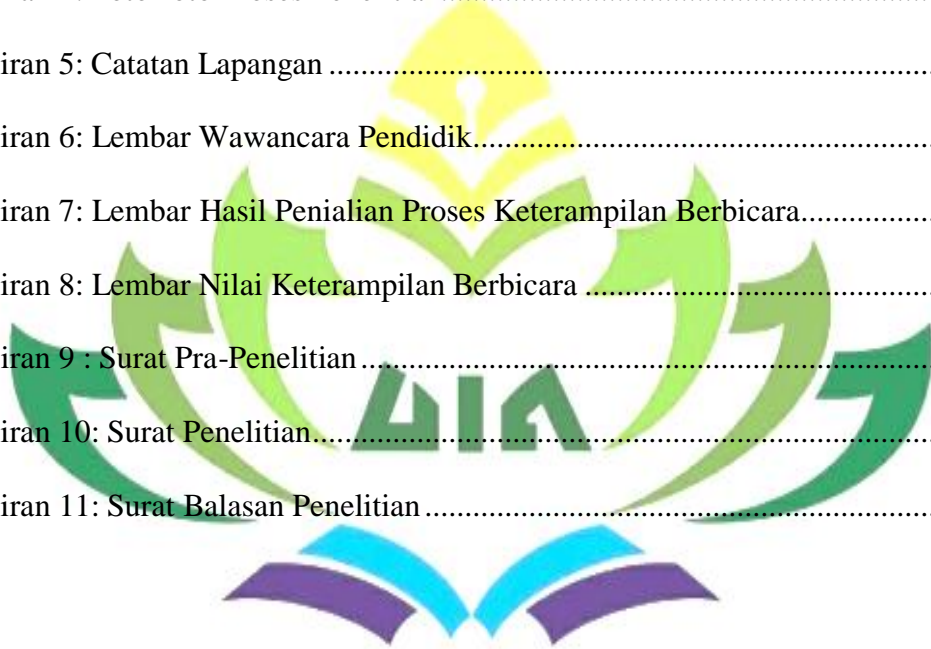 iran 5: Catatan Lapangan ....................................................................................
iran 6: Lembar Wawancara Pendidik..........................................................
iran 7: Lembar Hasil Penialian Proses Keterampilan Berbicara................
iran 8: Lembar Nilai Keterampilan Berbicara ............................................
iran 9 : Surat Pra-Penelitian ........................................................................
UIN
iran 10: Surat Penelitian..............................................................................
iran 11: Surat Balasan Penelitian ................................................................